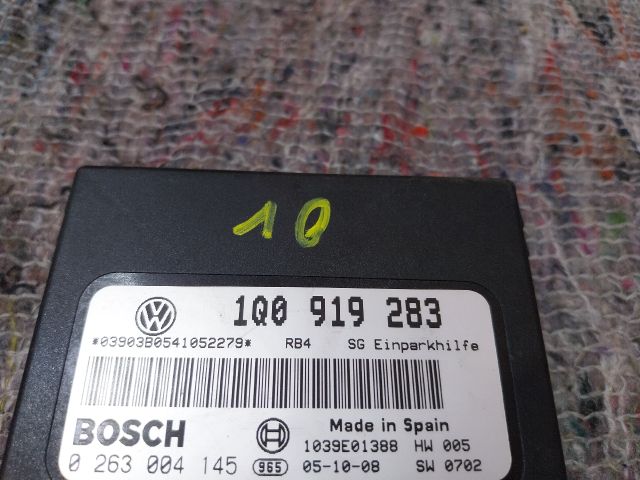 10
1Q0 919 283
*03903B0541052279* RB4 SG Einparkhilfe
BOSCH Made in Spain
1039E01388 HW 005
0 263 004 145 965 05-10-08 SW 0702